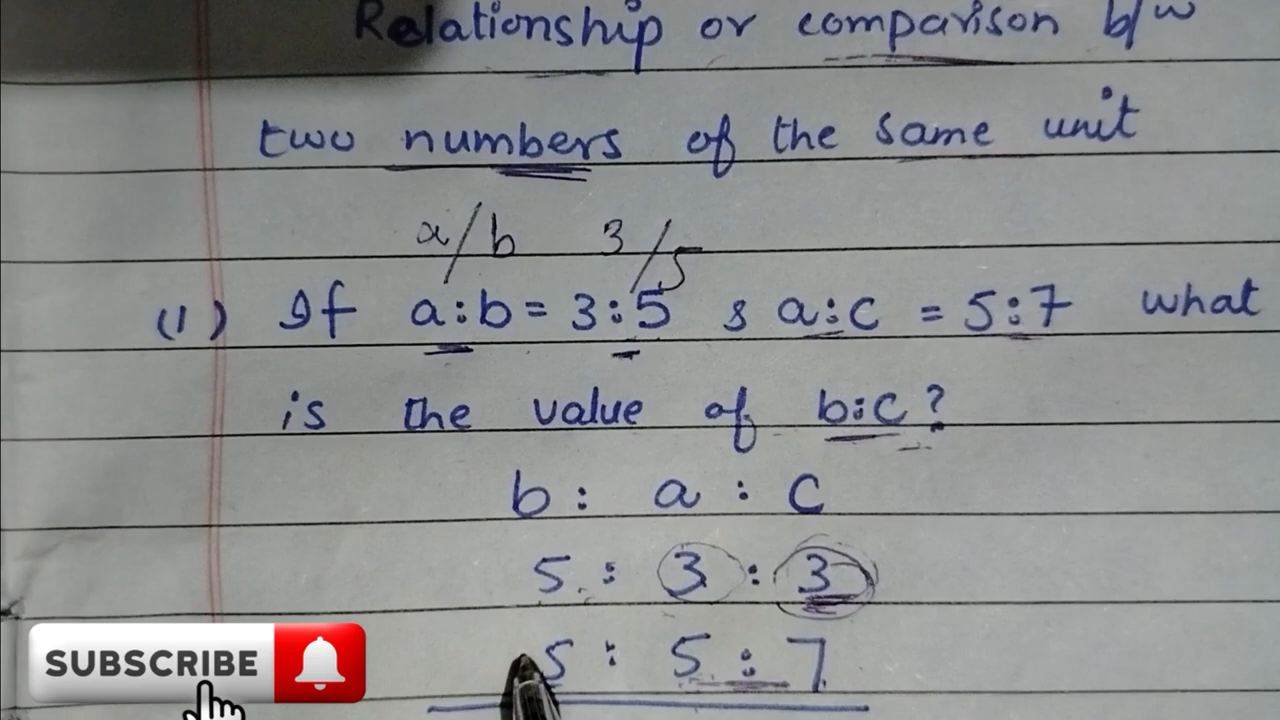 Relationship or comparison b/w
two numbers of the same unit
a/b 3/5
(1) If a:b = 3:5 & a:c = 5:7 what
is the value of b:c?
b : a : c
5 : 3 : 3
5 : 5 : 7
SUBSCRIBE